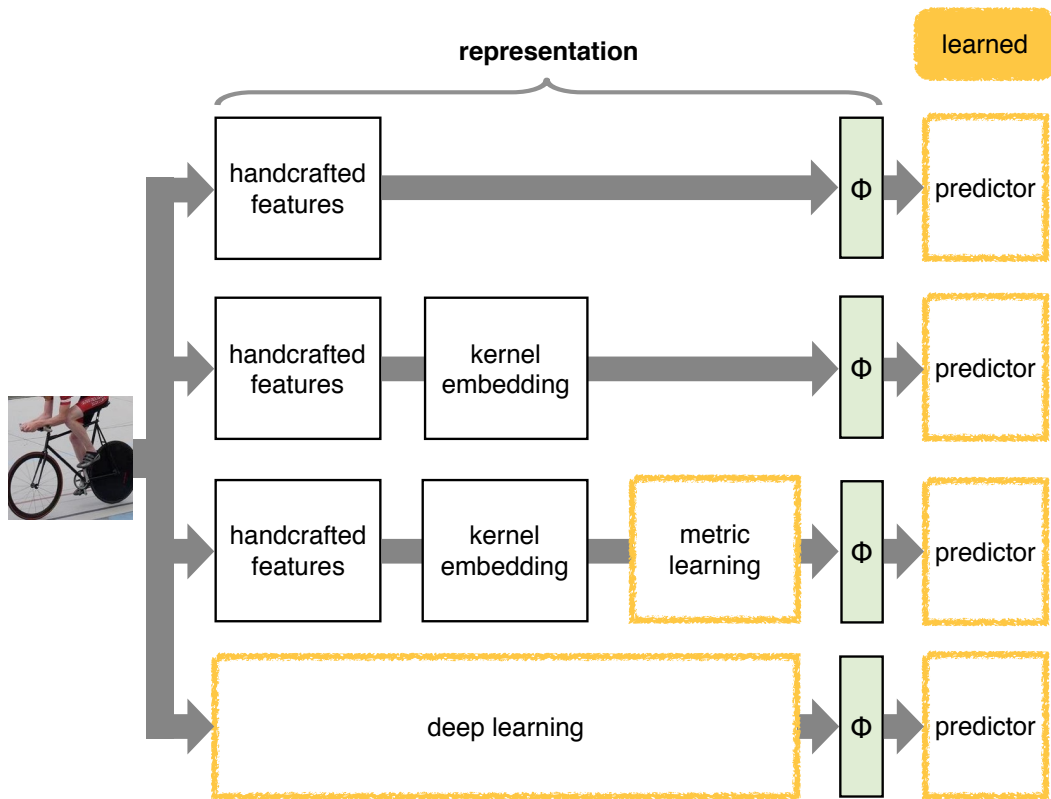 representation
learned
handcrafted
features
Φ
predictor
handcrafted
features
kernel
embedding
Φ
predictor
handcrafted
features
kernel
embedding
metric
learning
Φ
predictor
deep learning
Φ
predictor